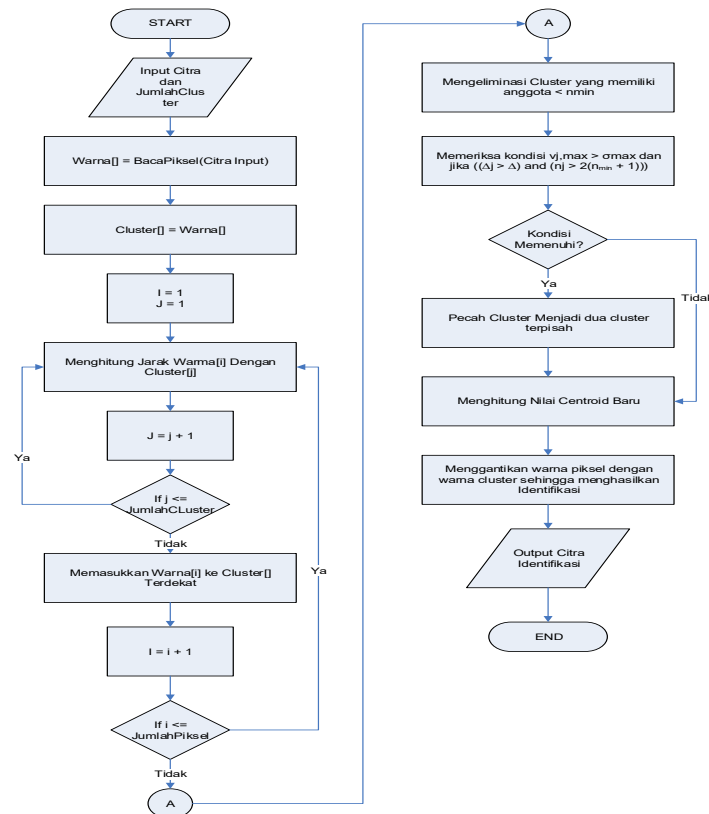 START
Input Citra
dan
JumlahClus
ter
Warna[] = BacaPiksel(Citra Input)
Cluster[] = Warna[]
I = 1
J = 1
Menghitung Jarak Warma[i] Dengan
Cluster[j]
J = j + 1
Ya
If j <=
JumlahCLuster
Tidak
Memasukkan Warna[i] ke Cluster[]
Terdekat
Ya
I = i + 1
If i <=
JumlahPiksel
Tidak
A
A
Mengeliminasi Cluster yang memiliki
anggota < nmin
Memeriksa kondisi vj,max > σmax dan
jika ((Δj > Δ) and (nj > 2(nmin + 1)))
Kondisi
Memenuhi?
Ya
Tidal
Pecah Cluster Menjadi dua cluster
terpisah
Menghitung Nilai Centroid Baru
Menggantikan warna piksel dengan
warna cluster sehingga menghasilkan
Identifikasi
Output Citra
Identifikasi
END